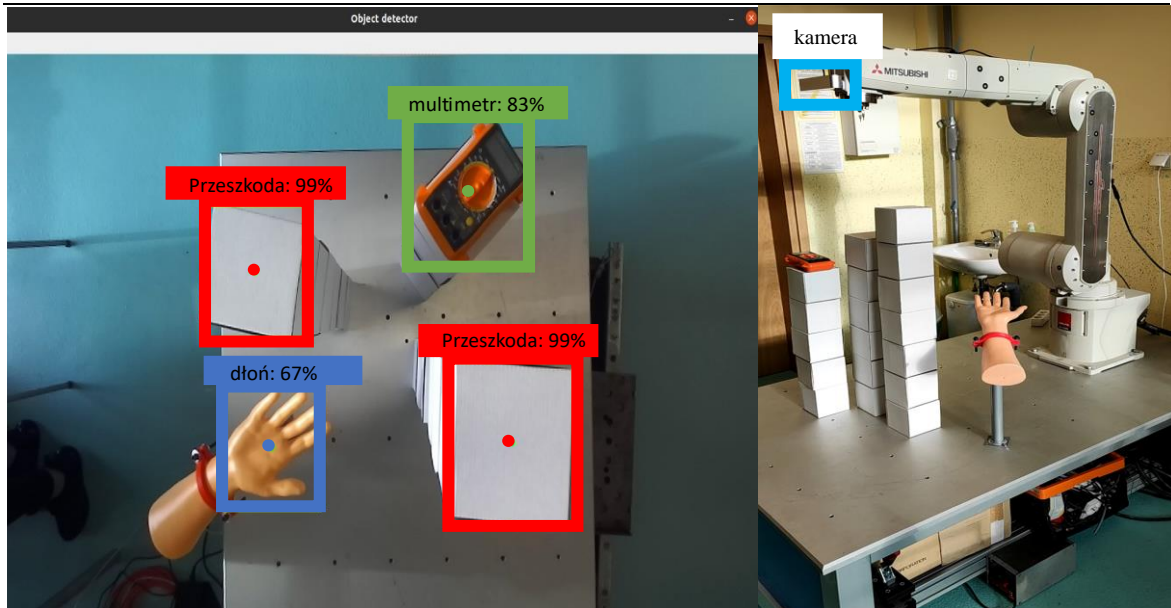 Object detector
kamera
MITSUBISHI
multimetr: 83%
Przeszkoda: 99%
Przeszkoda: 99%
dłoń: 67%